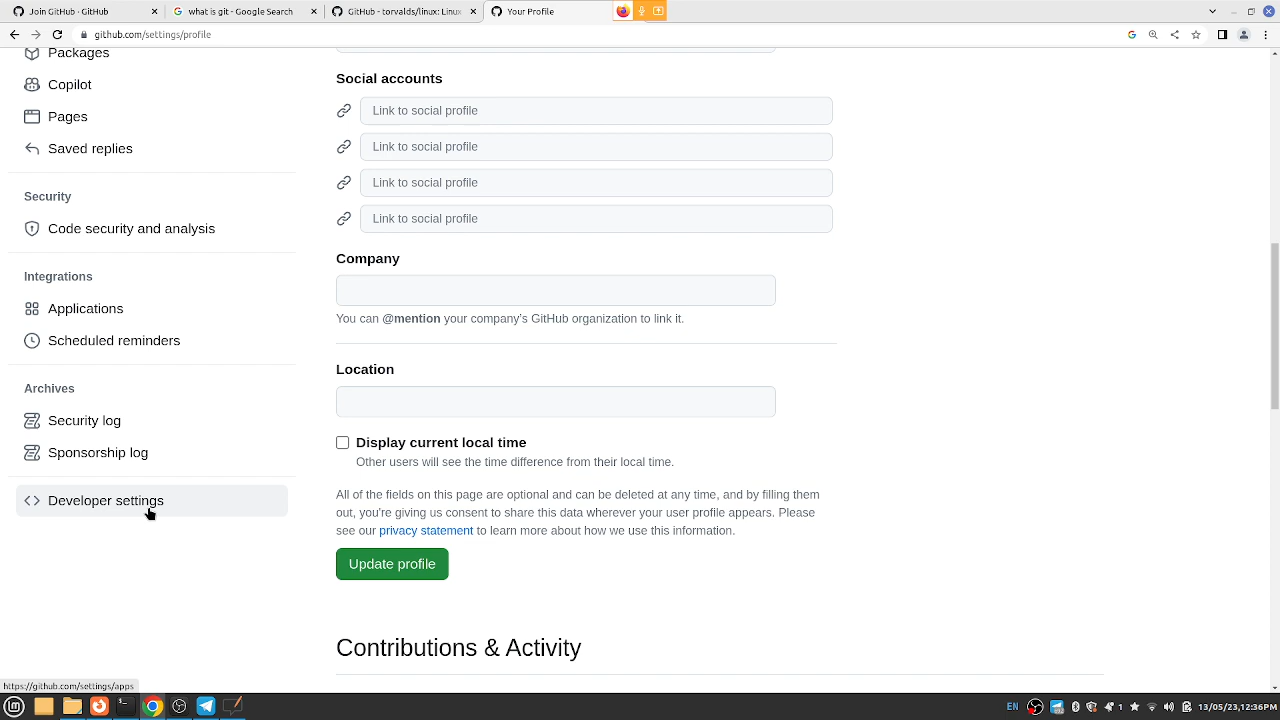 Join GitHub · GitHub
what is git - Google Search
GitHub - torvalds/linux: Linux
Your Profile
github.com/settings/profile
Packages
Copilot
Pages
Saved replies
Security
Code security and analysis
Integrations
Applications
Scheduled reminders
Archives
Security log
Sponsorship log
Developer settings
Social accounts
Link to social profile
Link to social profile
Link to social profile
Link to social profile
Company
You can @mention your company's GitHub organization to link it.
Location
Display current local time
Other users will see the time difference from their local time.
All of the fields on this page are optional and can be deleted at any time, and by filling them
out, you're giving us consent to share this data wherever your user profile appears. Please
see our privacy statement to learn more about how we use this information.
Update profile
Contributions & Activity
https://github.com/settings/apps
EN
1
13/05/23,12:36PM